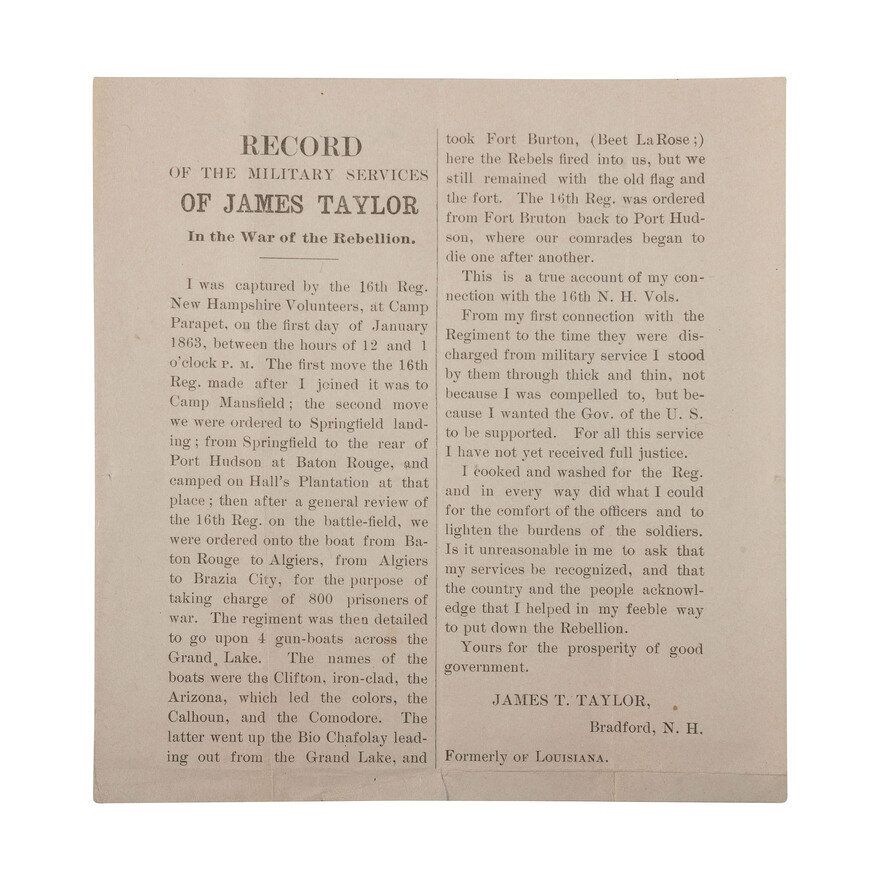 RECORD
OF THE MILITARY SERVICES
OF JAMES TAYLOR
In the War of the Rebellion.
I was captured by the 16th Reg.
New Hampshire Volunteers, at Camp
Parapet, on the first day of January
1863, between the hours of 12 and 1
o'clock P. M. The first move the 16th
Reg. made after I joined it was to
Camp Mansfield; the second move
we were ordered to Springfield land-
ing; from Springfield to the rear of
Port Hudson at Baton Rouge, and
camped on Hall's Plantation at that
place; then after a general review of
the 16th Reg. on the battle-field, we
were ordered onto the boat from Ba-
ton Rouge to Algiers, from Algiers
to Brazia City, for the purpose of
taking charge of 800 prisoners of
war. The regiment was then detailed
to go upon 4 gun-boats across the
Grand Lake. The names of the
boats were the Clifton, iron-clad, the
Arizona, which led the colors, the
Calhoun, and the Comodore. The
latter went up the Bio Chafolay lead-
ing out from the Grand Lake, and
took Fort Burton, (Beet LaRose;)
here the Rebels fired into us, but we
still remained with the old flag and
the fort. The 16th Reg. was ordered
from Fort Bruton back to Port Hud-
son, where our comrades began to
die one after another.
This is a true account of my con-
nection with the 16th N. H. Vols.
From my first connection with the
Regiment to the time they were dis-
charged from military service I stood
by them through thick and thin, not
because I was compelled to, but be-
cause I wanted the Gov. of the U. S.
to be supported. For all this service
I have not yet received full justice.
I cooked and washed for the Reg.
and in every way did what I could
for the comfort of the officers and to
lighten the burdens of the soldiers.
Is it unreasonable in me to ask that
my services be recognized, and that
the country and the people acknowl-
edge that I helped in my feeble way
to put down the Rebellion.
Yours for the prosperity of good
government.
JAMES T. TAYLOR,
Bradford, N. H.
Formerly OF LOUISIANA.